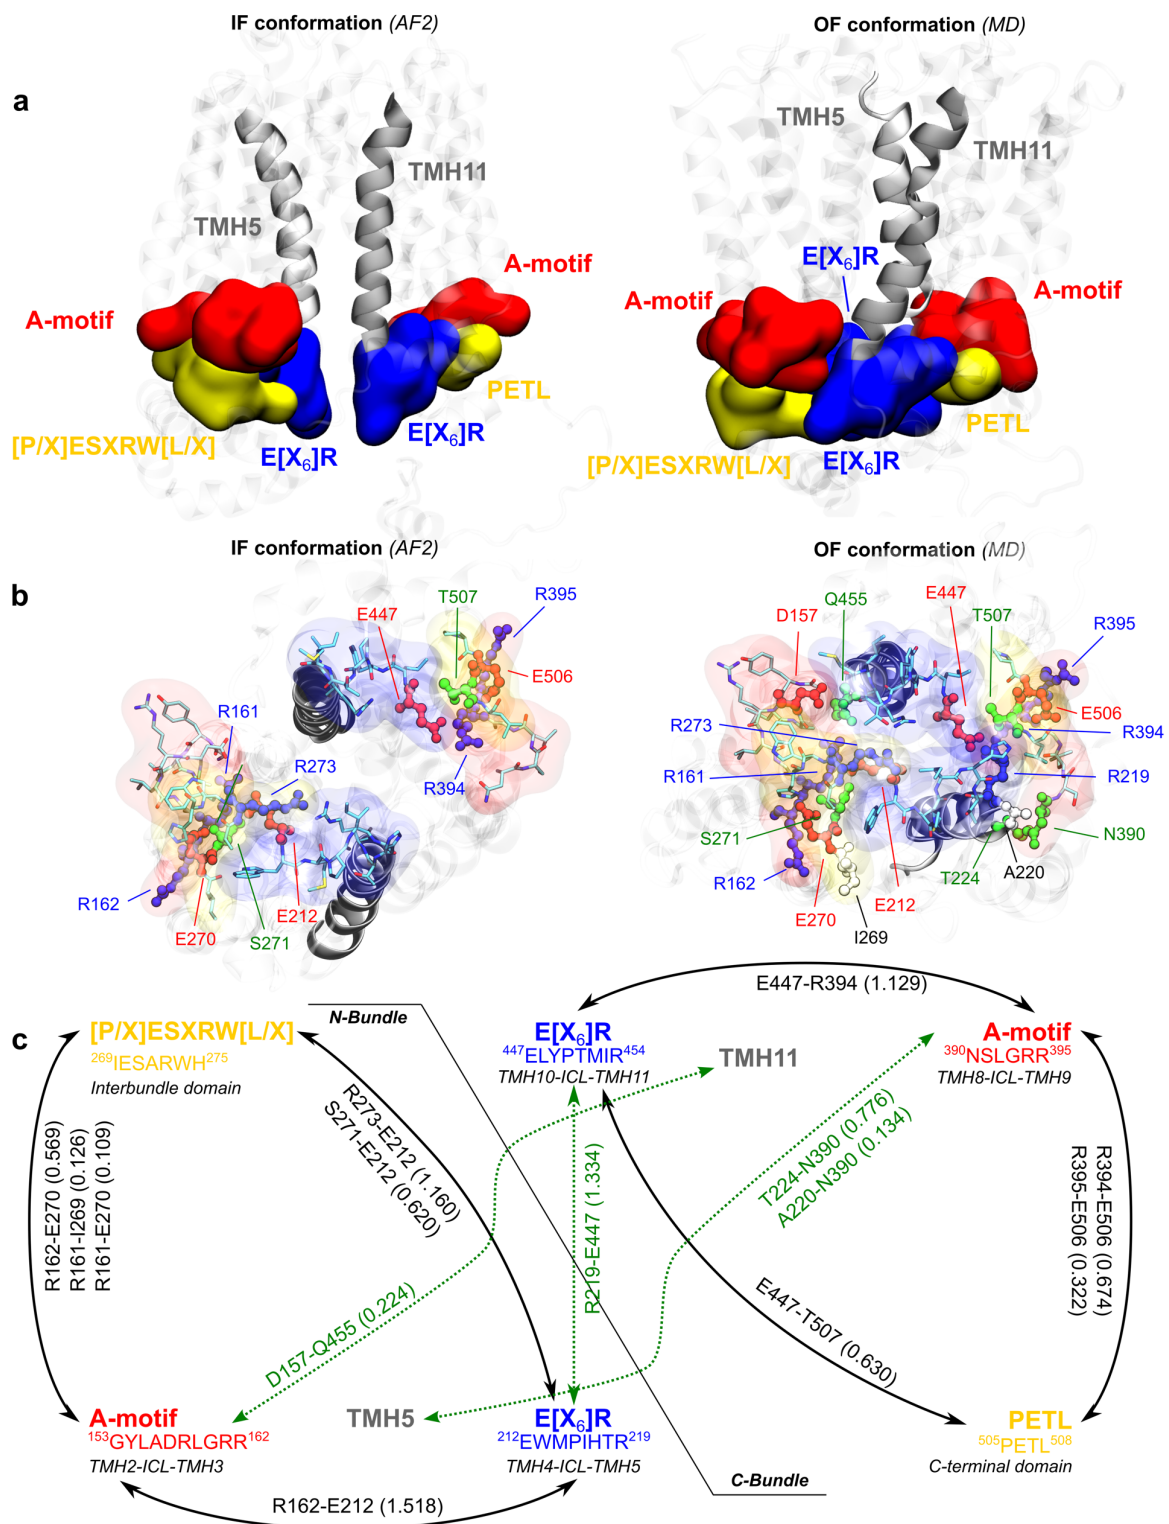 IF conformation (AF2)
OF conformation (MD)
a
TMH5
TMH11
TMH11
TMH5
A-motif
E[X6]R
A-motif
A-motif
A-motif
PETL
PETL
[P/X]ESXRW[L/X]
E[X6]R
E[X6]R
[P/X]ESXRW[L/X]
E[X6]R
IF conformation (AF2)
OF conformation (MD)
b
T507
R395
E447
E506
R161
R273
R394
R162
E270
S271
E212
Q455
E447
D157
T507
R395
R273
E506
R394
R161
R219
S271
N390
R162
T224
A220
E270
E212
I269
c
E447-R394 (1.129)
N-Bundle
[P/X]ESXRW[L/X]
269IESARWH275
Interbundle domain
E[X6]R
447ELYPTMIR454
TMH10-ICL-TMH11
TMH11
A-motif
390NSLGRR395
TMH8-ICL-TMH9
R162-E270 (0.569)
R161-I269 (0.126)
R161-E270 (0.109)
R273-E212 (1.160)
S271-E212 (0.620)
R219-E447 (1.334)
T224-N390 (0.776)
A220-N390 (0.134)
R394-E506 (0.674)
R395-E506 (0.322)
D157-Q455 (0.224)
E447-T507 (0.630)
A-motif
153GYLADRLGRR162
TMH2-ICL-TMH3
TMH5
E[X6]R
212EWMPIHTR219
TMH4-ICL-TMH5
PETL
505PETL508
C-terminal domain
C-Bundle
R162-E212 (1.518)